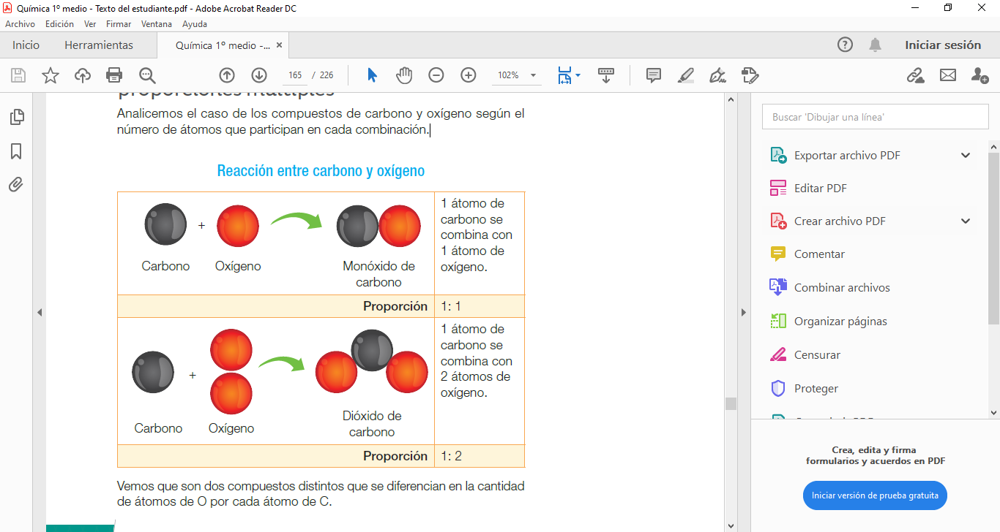 Química 1º medio - Texto del estudiante.pdf - Adobe Acrobat Reader DC
Archivo Edición Ver Firmar Ventana Ayuda
Inicio Herramientas Química 1º medio -... × Iniciar sesión
165 / 226 102%
proporciones múltiples
Analicemos el caso de los compuestos de carbono y oxígeno según el
número de átomos que participan en cada combinación.
Reacción entre carbono y oxígeno
+
Carbono Oxígeno Monóxido de
carbono
1 átomo de
carbono se
combina con
1 átomo de
oxígeno.
Proporción 1: 1
+
Carbono Oxígeno Dióxido de
carbono
1 átomo de
carbono se
combina con
2 átomos de
oxígeno.
Proporción 1: 2
Vemos que son dos compuestos distintos que se diferencian en la cantidad
de átomos de O por cada átomo de C.
Buscar 'Dibujar una línea'
Exportar archivo PDF
Editar PDF
Crear archivo PDF
Comentar
Combinar archivos
Organizar páginas
Censurar
Proteger
Crea, edita y firma
formularios y acuerdos en PDF
Iniciar versión de prueba gratuita